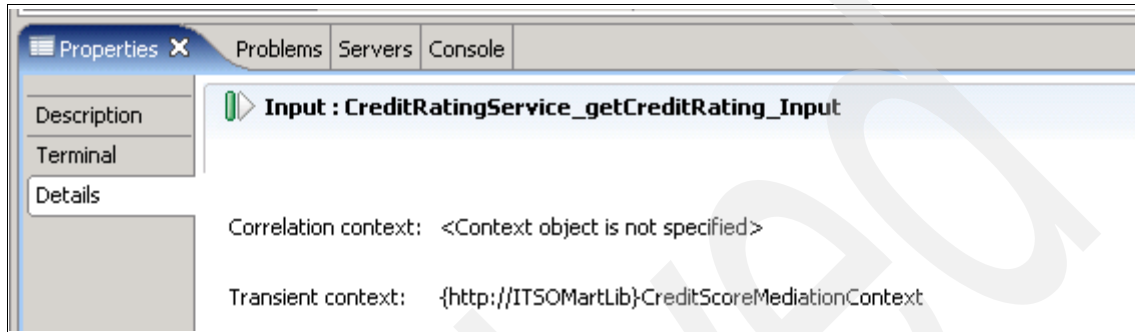 Properties Problems Servers Console
Description
Input : CreditRatingService_getCreditRating_Input
Terminal
Details
Correlation context: <Context object is not specified>
Transient context: {http://ITSOMartLib}CreditScoreMediationContext